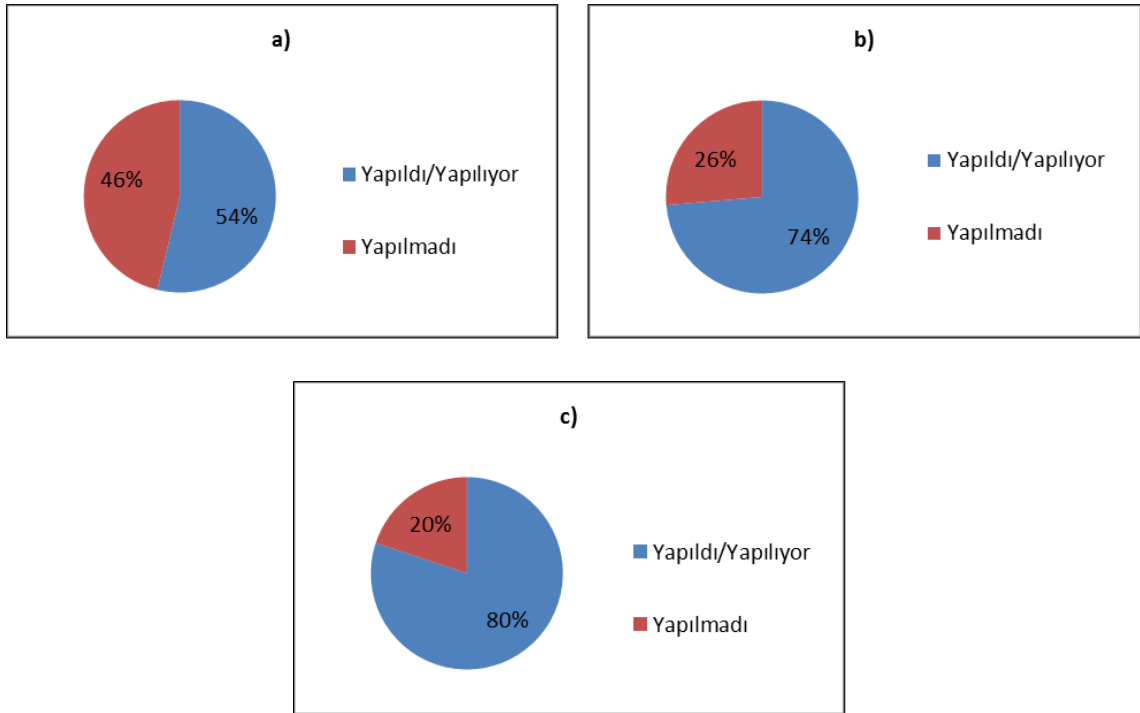 a)
46%
54%
Yapıldı/Yapılıyor
Yapılmadı
b)
26%
74%
Yapıldı/Yapılıyor
Yapılmadı
c)
20%
80%
Yapıldı/Yapılıyor
Yapılmadı